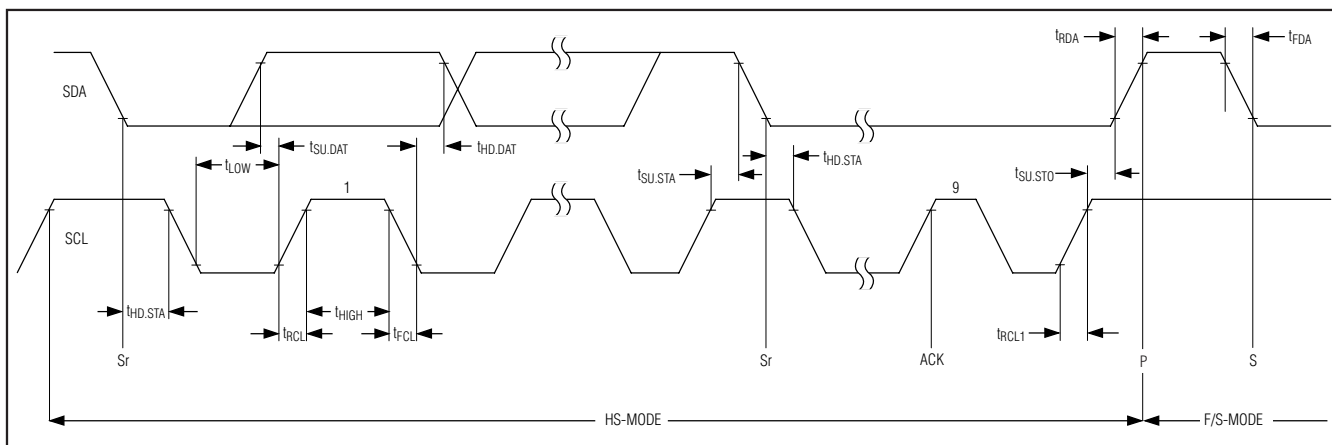 tRDA
tFDA
SDA
tSU.DAT
tHD.DAT
tHD.STA
tLOW
tSU.STA
tSU.STO
1
9
SCL
tHD.STA
tHIGH
tRCL
tFCL
tRCL1
Sr
Sr
ACK
P
S
HS-MODE
F/S-MODE